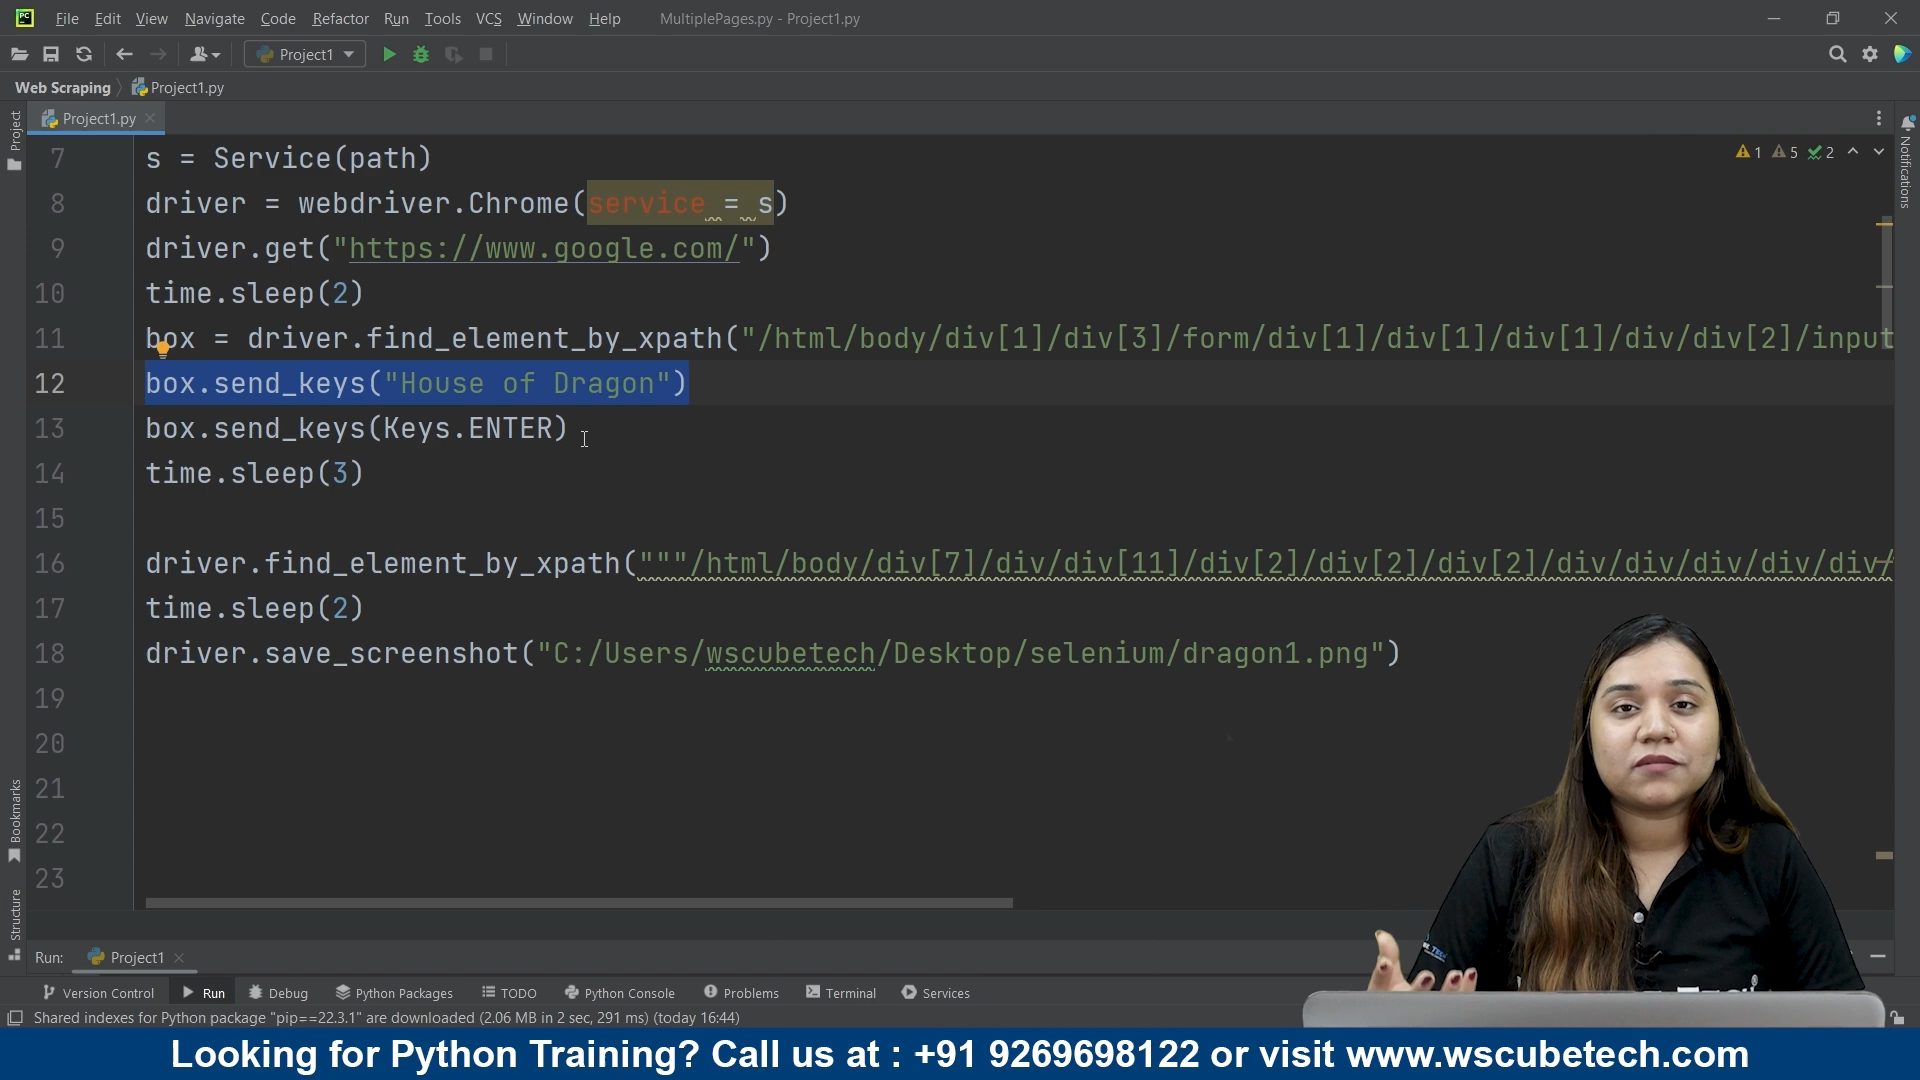 File Edit View Navigate Code Refactor Run Tools VCS Window Help MultiplePages.py - Project1.py
Project1
Web Scraping Project1.py
Project1.py
1 5 2
Project
Notifications
7 s = Service(path)
8 driver = webdriver.Chrome(service = s)
9 driver.get("https://www.google.com/")
10 time.sleep(2)
11 box = driver.find_element_by_xpath("/html/body/div[1]/div[3]/form/div[1]/div[1]/div[1]/div/div[2]/input
12 box.send_keys("House of Dragon")
13 box.send_keys(Keys.ENTER)
14 time.sleep(3)
15
16 driver.find_element_by_xpath("""/html/body/div[7]/div/div[11]/div[2]/div[2]/div[2]/div/div/div/div/div/
17 time.sleep(2)
18 driver.save_screenshot("C:/Users/wscubetech/Desktop/selenium/dragon1.png")
19
20
21
22
23
Bookmarks
Structure
Run: Project1
Version Control Run Debug Python Packages TODO Python Console Problems Terminal Services
Shared indexes for Python package "pip==22.3.1" are downloaded (2.06 MB in 2 sec, 291 ms) (today 16:44)
Looking for Python Training? Call us at : +91 9269698122 or visit www.wscubetech.com